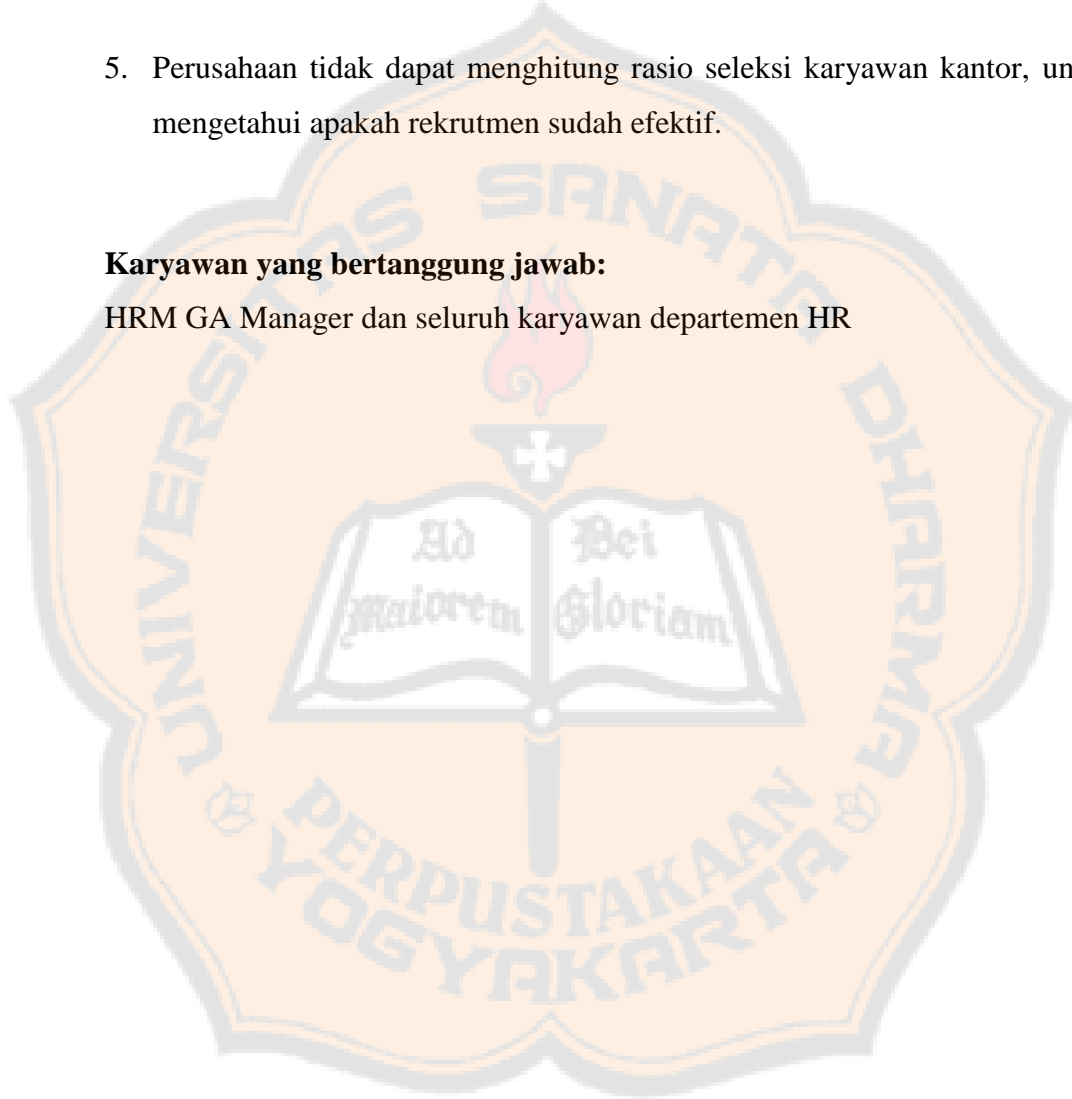 5. Perusahaan tidak dapat menghitung rasio seleksi karyawan kantor, un
mengetahui apakah rekrutmen sudah efektif.
UNIVERSITAS SANATA DHARMA
Karyawan yang bertanggung jawab:
HRM GA Manager dan seluruh karyawan departemen HR
Ad Dei
maiorem Gloriam
PERPUSTAKAAN
YOGYAKARTA